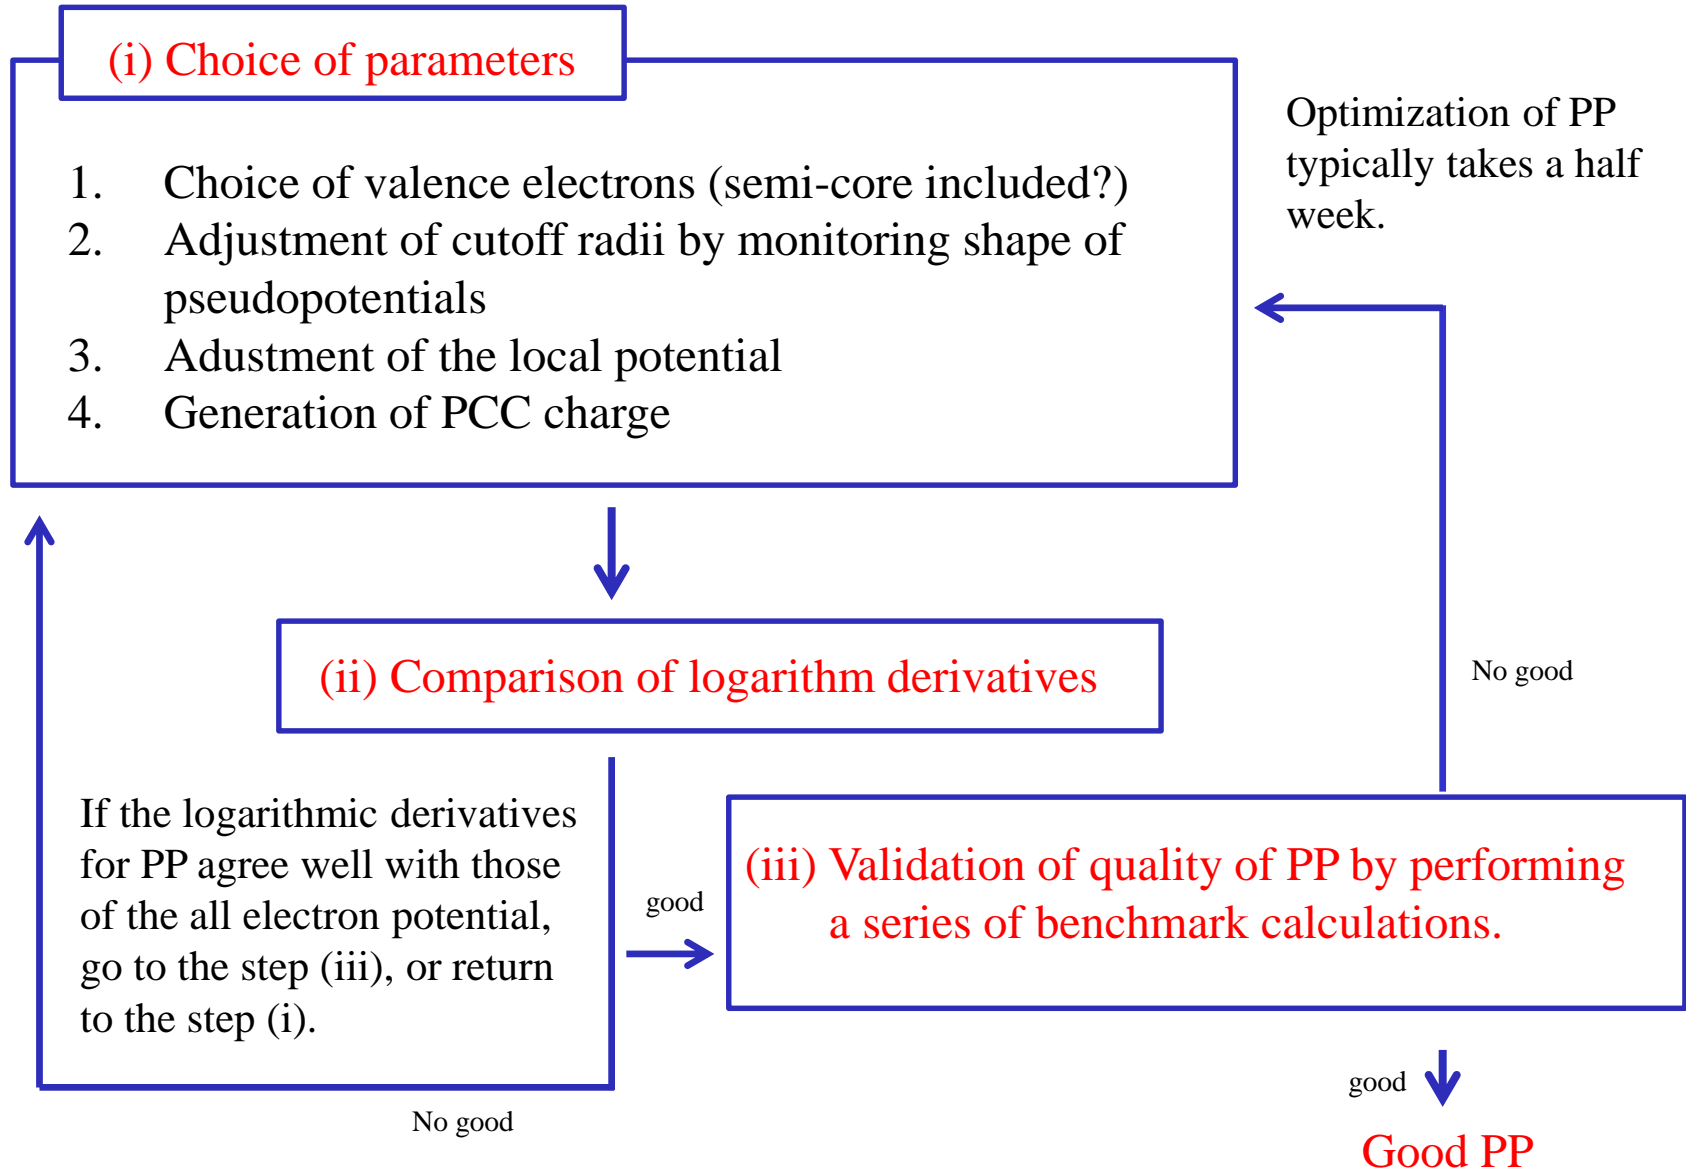 (i) Choice of parameters
Optimization of PP
typically takes a half
week.
1. Choice of valence electrons (semi-core included?)
2. Adjustment of cutoff radii by monitoring shape of
pseudopotentials
3. Adustment of the local potential
4. Generation of PCC charge
(ii) Comparison of logarithm derivatives
No good
If the logarithmic derivatives
for PP agree well with those
of the all electron potential,
go to the step (iii), or return
to the step (i).
good
(iii) Validation of quality of PP by performing
a series of benchmark calculations.
No good
good
Good PP